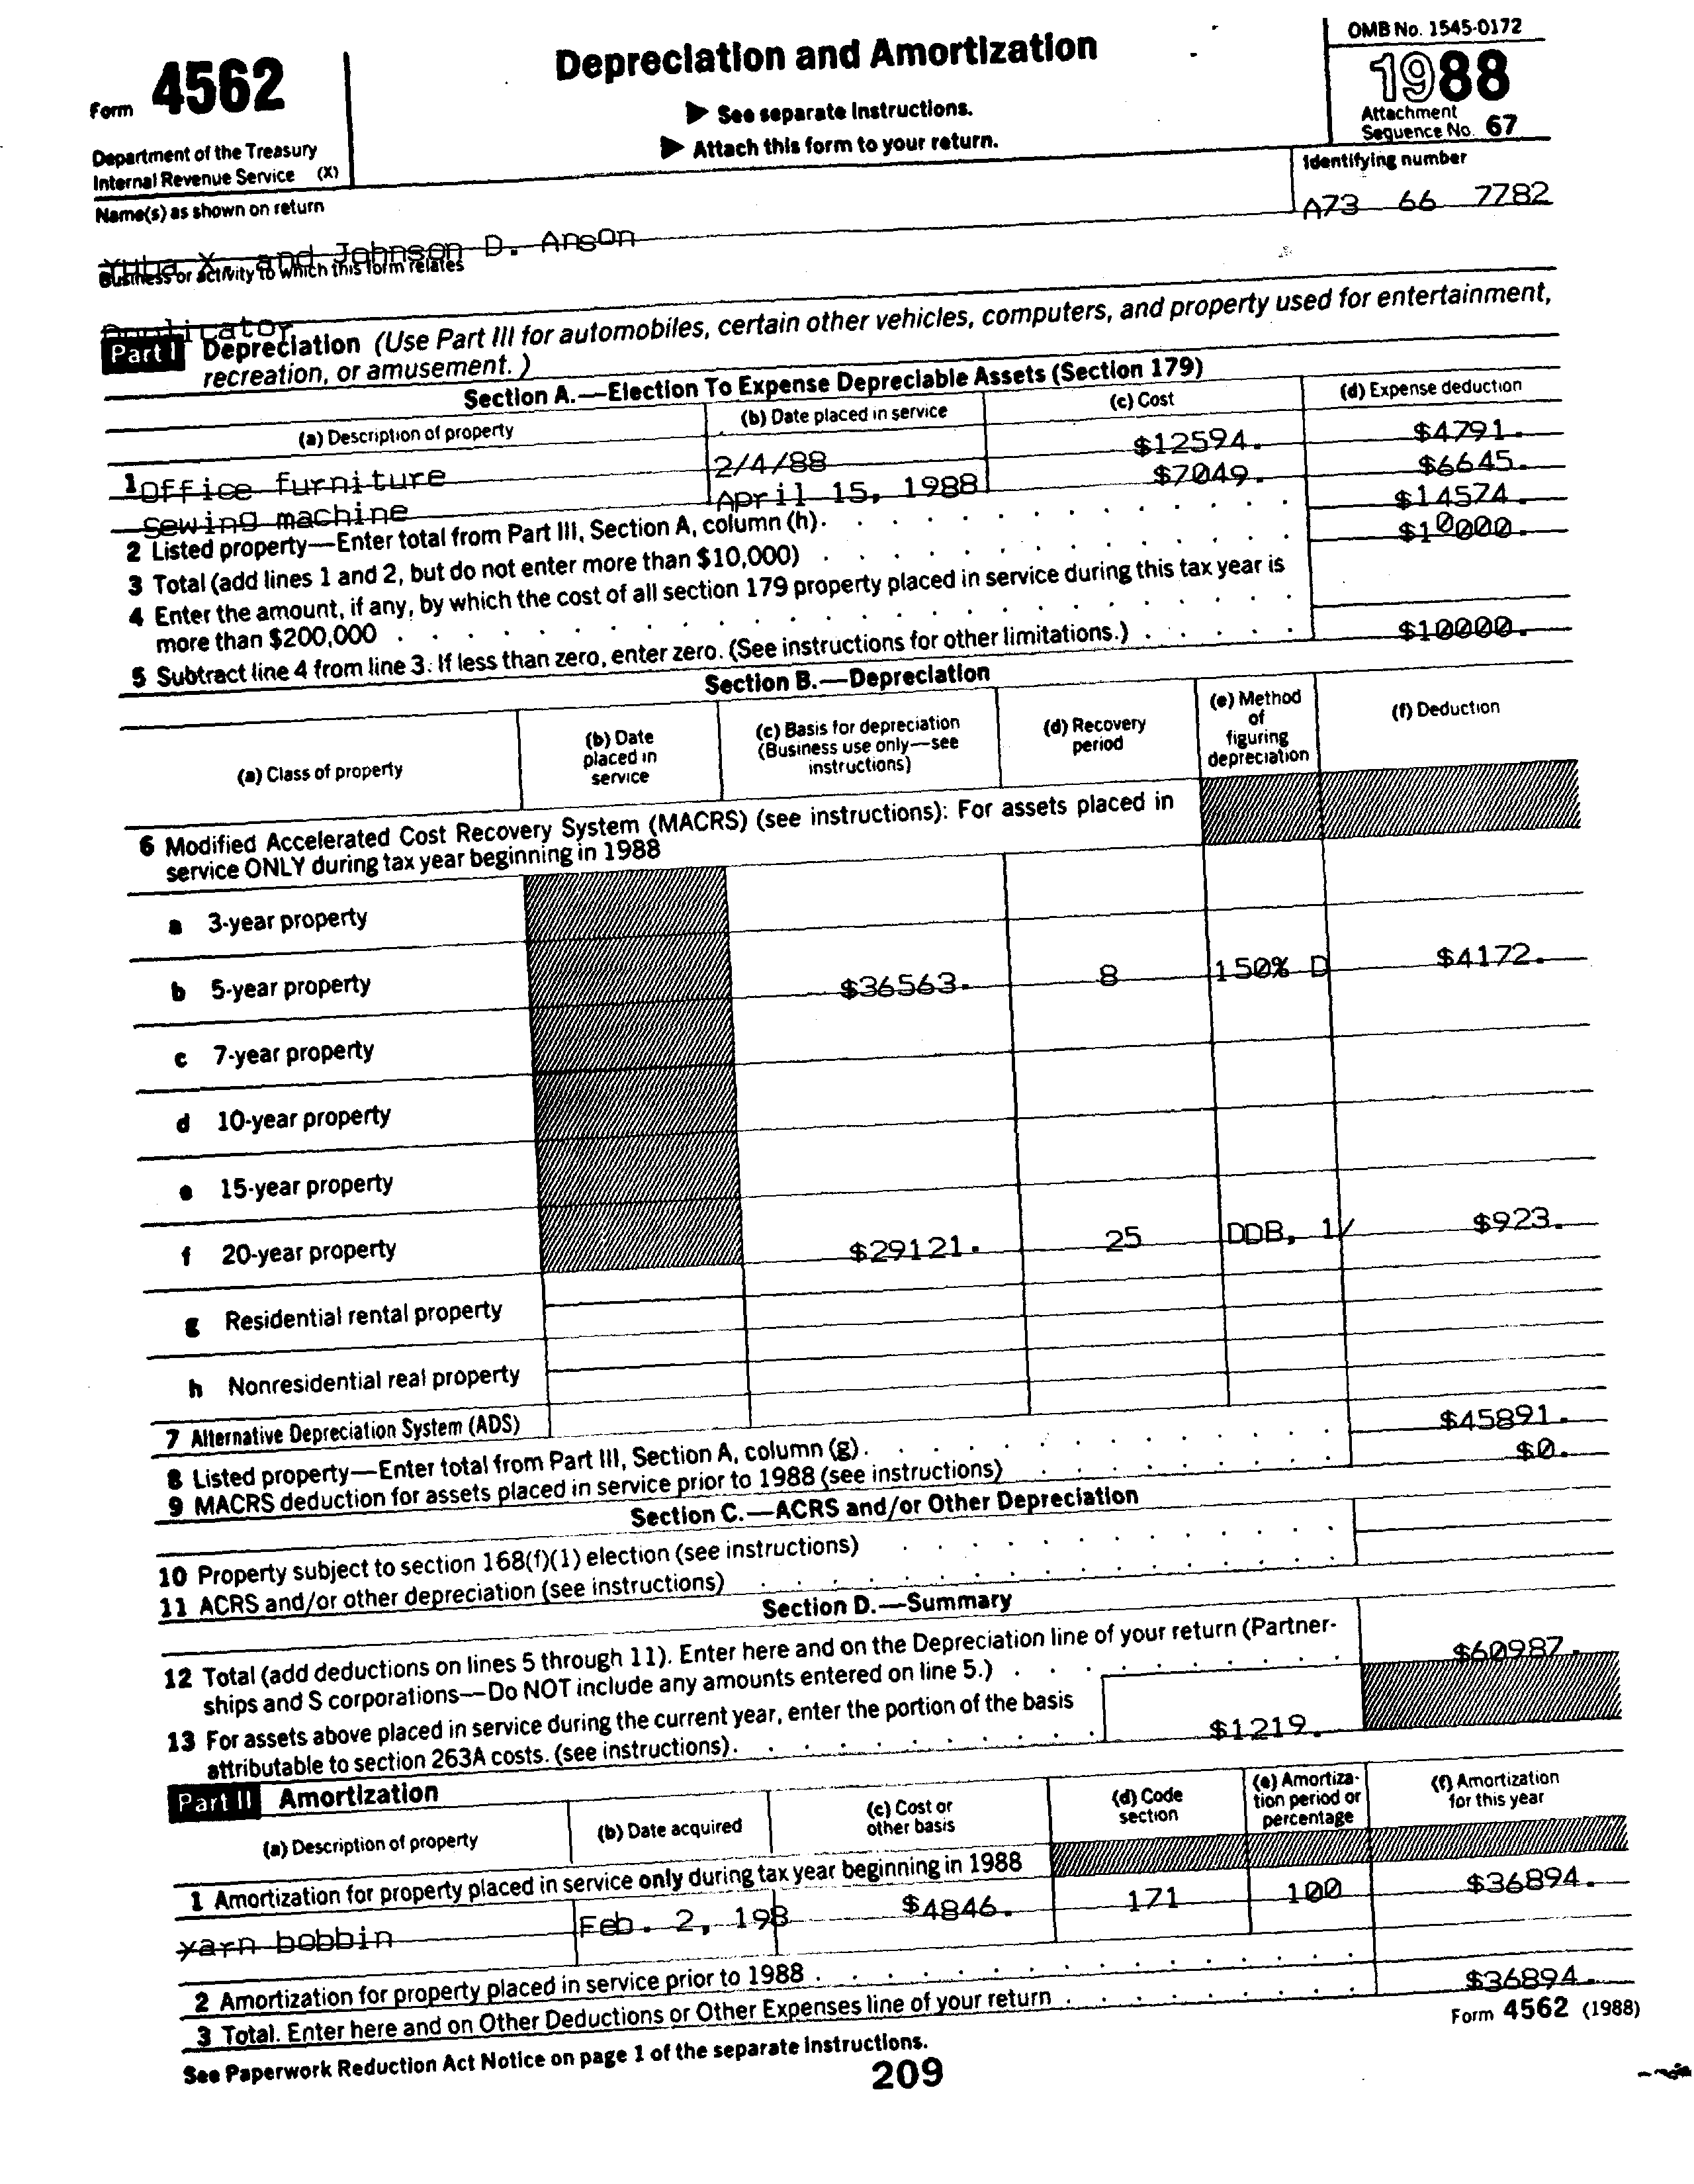 Form 4562
Department of the Treasury
Internal Revenue Service (X)
Depreciation and Amortization
▶ See separate Instructions.
▶ Attach this form to your return.
OMB No. 1545-0172
1988
Attachment
Sequence No. 67
Name(s) as shown on return
Identifying number
A73 66 7782
Yuba X. and Johnson D. Anson
Business or activity to which this form relates
Applicator
Part I Depreciation (Use Part III for automobiles, certain other vehicles, computers, and property used for entertainment,
recreation, or amusement.)
Section A.—Election To Expense Depreciable Assets (Section 179)
(a) Description of property (b) Date placed in service (c) Cost (d) Expense deduction
1 Office furniture 2/4/88 $12594. $4791.
Sewing machine April 15, 1988 $7049. $6645.
2 Listed property—Enter total from Part III, Section A, column (h). $14574.
3 Total (add lines 1 and 2, but do not enter more than $10,000) $10000.
4 Enter the amount, if any, by which the cost of all section 179 property placed in service during this tax year is
more than $200,000
5 Subtract line 4 from line 3. If less than zero, enter zero. (See instructions for other limitations.) $10000.
Section B.—Depreciation
(a) Class of property
(b) Date
placed in
service
(c) Basis for depreciation
(Business use only—see
instructions)
(d) Recovery
period
(e) Method
of
figuring
depreciation
(f) Deduction
6 Modified Accelerated Cost Recovery System (MACRS) (see instructions): For assets placed in
service ONLY during tax year beginning in 1988
a 3-year property
b 5-year property $36563. 8 150% D $4172.
c 7-year property
d 10-year property
e 15-year property
f 20-year property $29121. 25 DDB, 1/ $923.
g Residential rental property
h Nonresidential real property
7 Alternative Depreciation System (ADS)
8 Listed property—Enter total from Part III, Section A, column (g). $45891.
9 MACRS deduction for assets placed in service prior to 1988 (see instructions) $0.
Section C.—ACRS and/or Other Depreciation
10 Property subject to section 168(f)(1) election (see instructions)
11 ACRS and/or other depreciation (see instructions)
Section D.—Summary
12 Total (add deductions on lines 5 through 11). Enter here and on the Depreciation line of your return (Partner-
ships and S corporations—Do NOT include any amounts entered on line 5.) $60987.
13 For assets above placed in service during the current year, enter the portion of the basis
attributable to section 263A costs. (see instructions). $1219.
Part II Amortization
(a) Description of property
(b) Date acquired
(c) Cost or
other basis
(d) Code
section
(e) Amortiza-
tion period or
percentage
(f) Amortization
for this year
1 Amortization for property placed in service only during tax year beginning in 1988
yarn bobbin Feb. 2, 198 $4846. 171 100 $36894.
2 Amortization for property placed in service prior to 1988
3 Total. Enter here and on Other Deductions or Other Expenses line of your return $36894.
See Paperwork Reduction Act Notice on page 1 of the separate Instructions.
Form 4562 (1988)
209